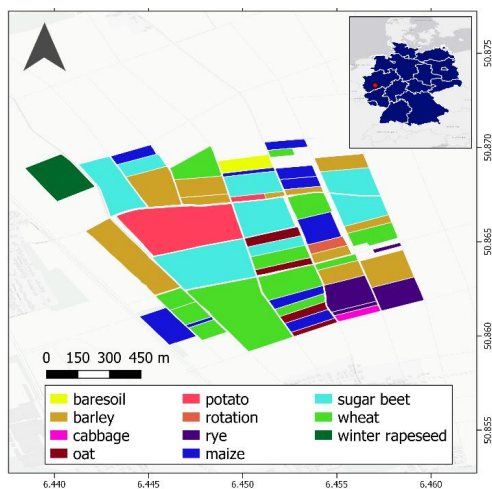 50.875
50.870
50.865
50.860
50.855
0 150 300 450 m
baresoil potato sugar beet
barley rotation wheat
cabbage rye winter rapeseed
oat maize
6.440 6.445 6.450 6.455 6.460